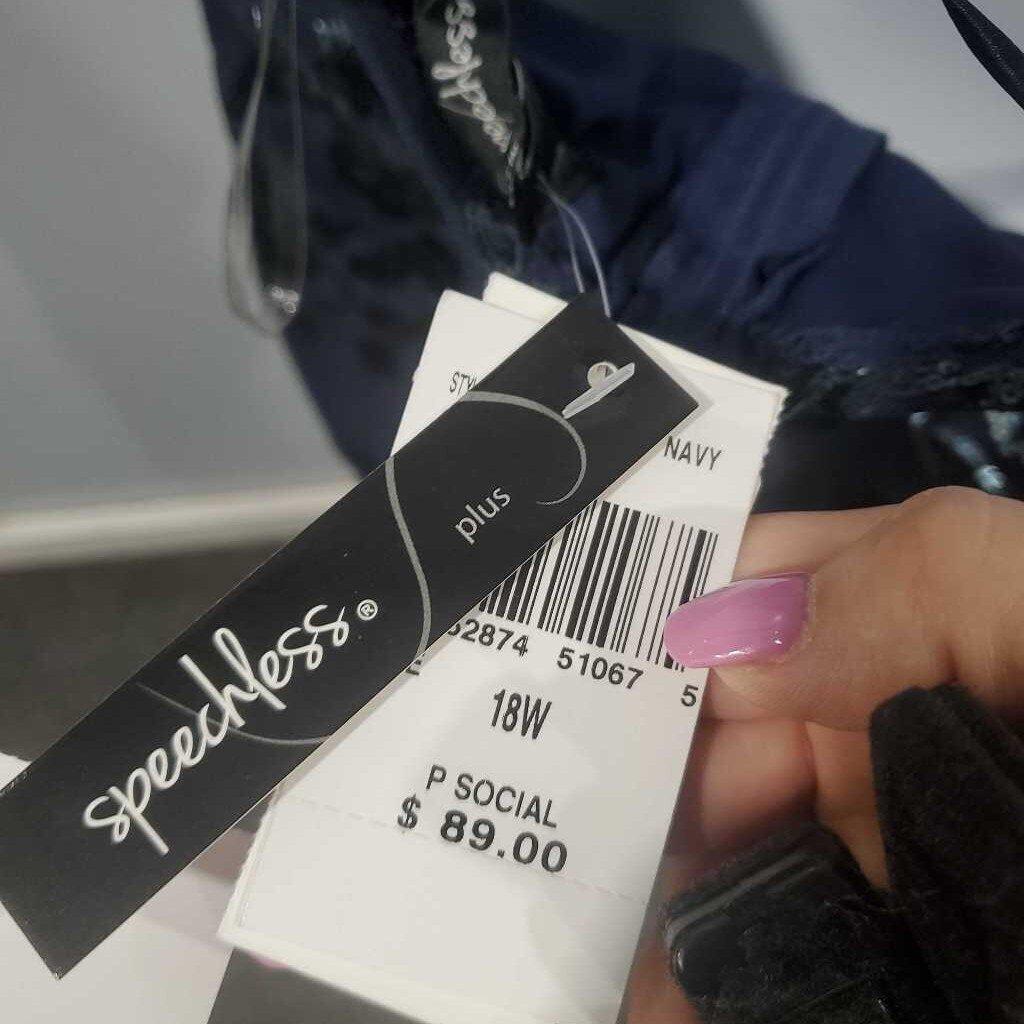 speechless
STY
NAVY
plus
speechless®
52874 51067 5
E
18W
P SOCIAL
$ 89.00